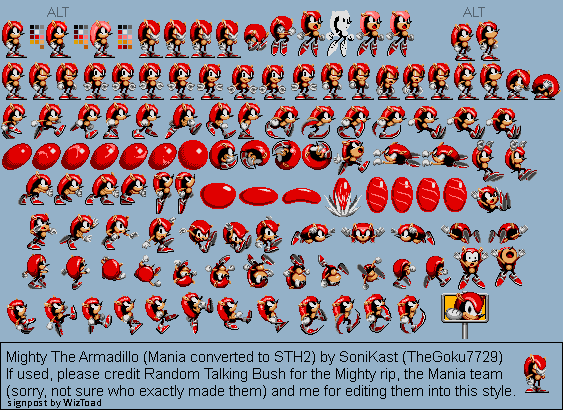 ALT
ALT
Mighty The Armadillo (Mania converted to STH2) by SoniKast (TheGoku7729)
If used, please credit Random Talking Bush for the Mighty rip, the Mania team
(sorry, not sure who exactly made them) and me for editing them into this style.
signpost by WizToad